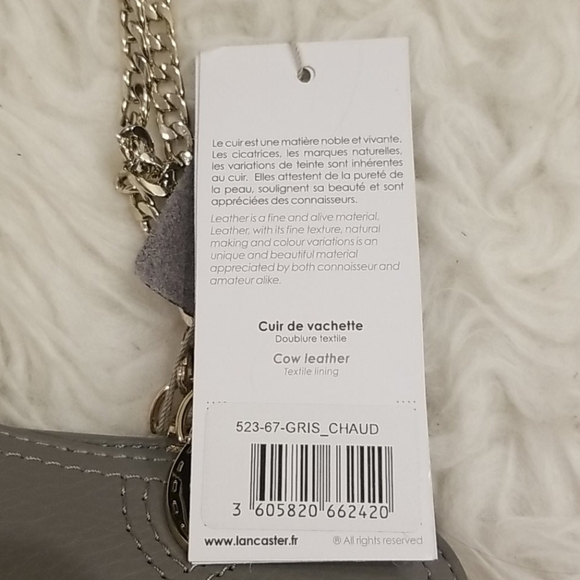 Le cuir est une matière noble et vivante.
Les cicatrices, les marques naturelles,
les variations de teinte sont inhérentes
au cuir. Elles attestent de la pureté de
la peau, soulignent sa beauté et sont
appréciées des connaisseurs.
Leather is a fine and alive material.
Leather, with its fine texture, natural
making and colour variations is an
unique and beautiful material
appreciated by both connoisseur and
amateur alike.
Cuir de vachette
Doublure textile
Cow leather
Textile lining
523-67-GRIS_CHAUD
3 605820 662420
www.lancaster.fr ® All rights reserved